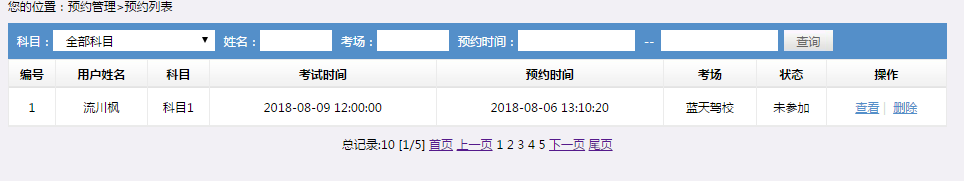 您的位置：预约管理>预约列表
科目： 全部科目 姓名： 考场： 预约时间： -- 查询
编号 用户姓名 科目 考试时间 预约时间 考场 状态 操作
1 流川枫 科目1 2018-08-09 12:00:00 2018-08-06 13:10:20 蓝天驾校 未参加 查看 | 删除
总记录:10 [1/5] 首页 上一页 1 2 3 4 5 下一页 尾页